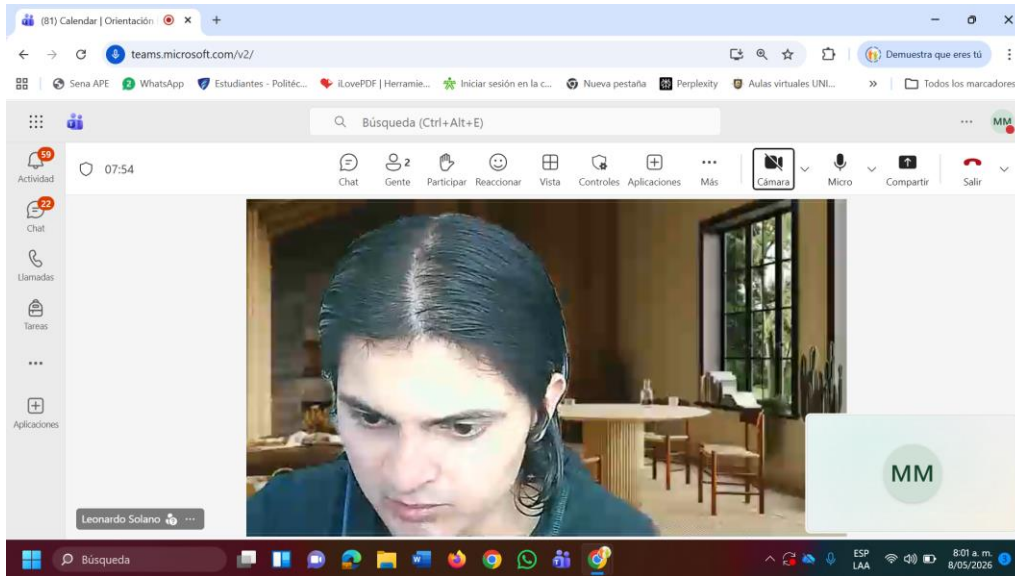 (81) Calendar | Orientación
teams.microsoft.com/v2/
Demuestra que eres tú
Sena APE
WhatsApp
Estudiantes - Politéc...
iLovePDF | Herramie...
Iniciar sesión en la c...
Nueva pestaña
Perplexity
Aulas virtuales UNI...
»
Todos los marcadores
Búsqueda (Ctrl+Alt+E)
MM
59
Actividad
07:54
Chat
2
Gente
Participar
Reaccionar
Vista
Controles
Aplicaciones
Más
Cámara
Micro
Compartir
Salir
22
Chat
Llamadas
Tareas
Aplicaciones
MM
Leonardo Solano
Búsqueda
ESP
LAA
8:01 a. m.
8/05/2026